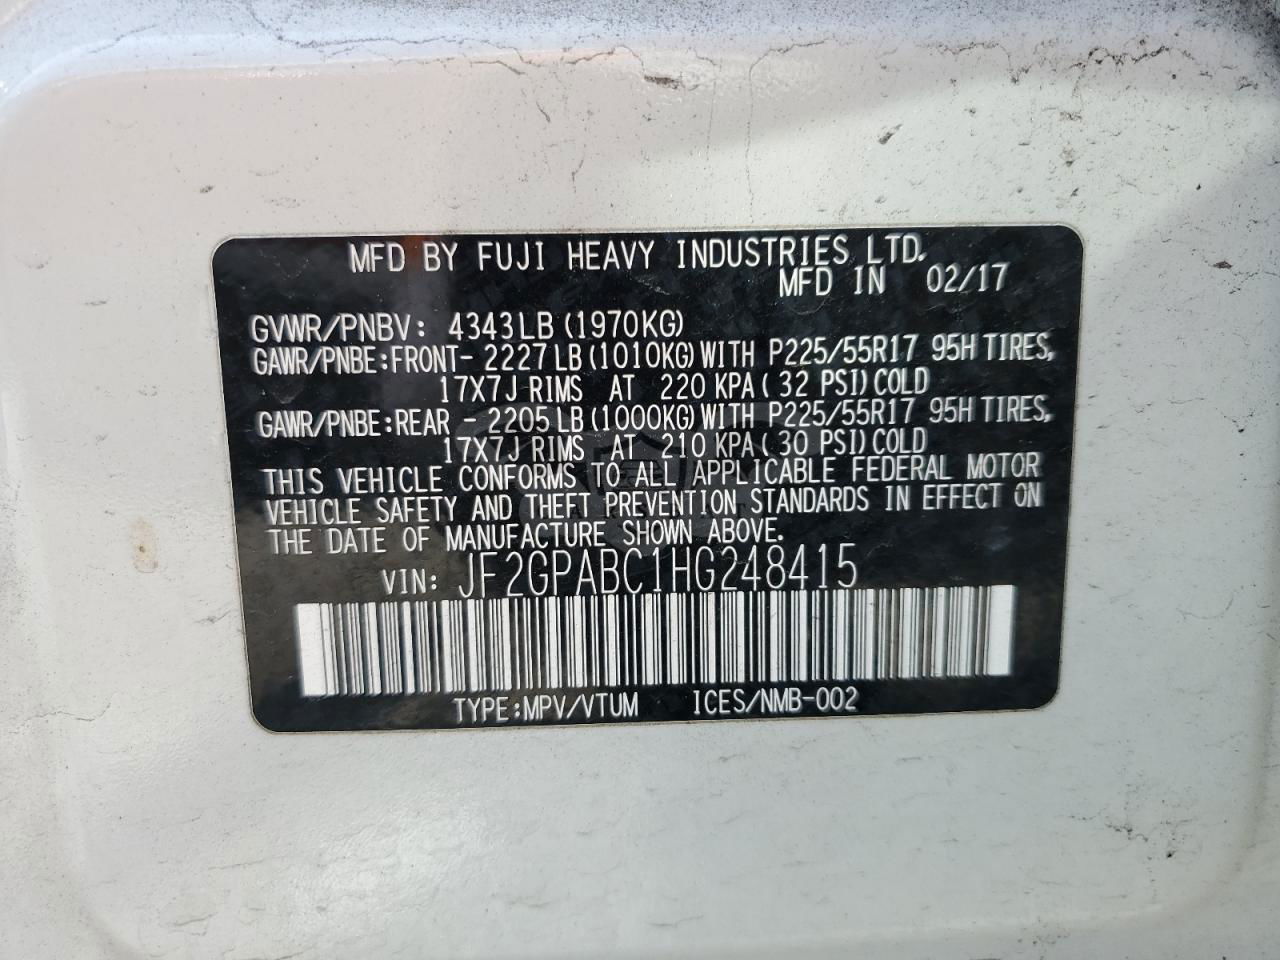 MFD BY FUJI HEAVY INDUSTRIES LTD.
MFD IN 02/17
GVWR/PNBV: 4343LB (1970KG)
GAWR/PNBE:FRONT- 2227LB (1010KG) WITH P225/55R17 95H TIRES,
17X7J RIMS AT 220 KPA ( 32 PSI) COLD
GAWR/PNBE:REAR - 2205LB (1000KG) WITH P225/55R17 95H TIRES,
17X7J RIMS AT 210 KPA ( 30 PSI) COLD
THIS VEHICLE CONFORMS TO ALL APPLICABLE FEDERAL MOTOR
VEHICLE SAFETY AND THEFT PREVENTION STANDARDS IN EFFECT ON
THE DATE OF MANUFACTURE SHOWN ABOVE.
VIN: JF2GPABC1HG248415
TYPE:MPV/VTUM ICES/NMB-002